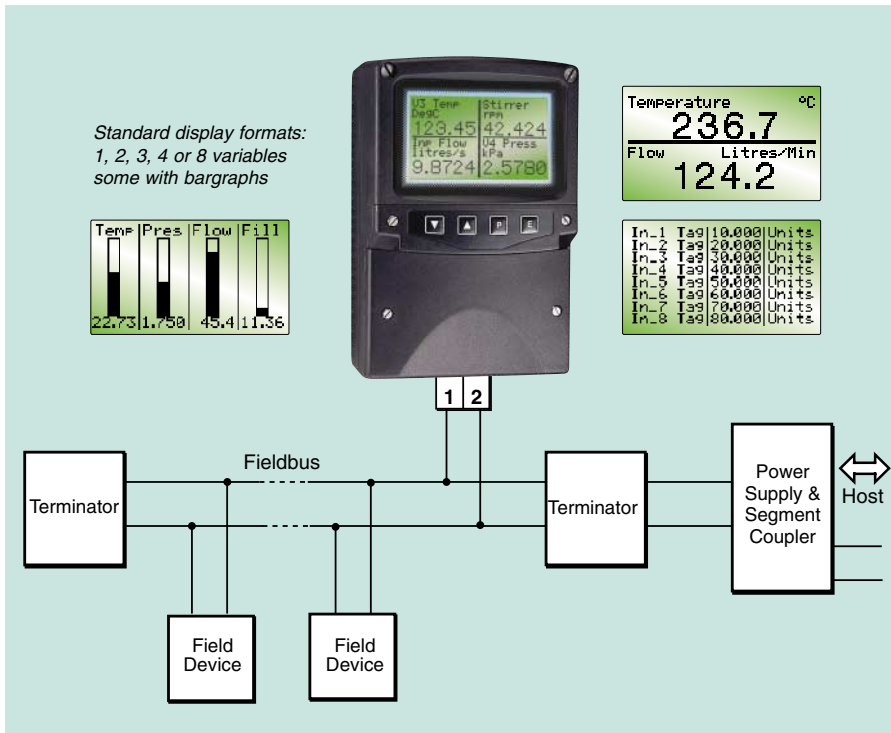 Standard display formats:
1, 2, 3, 4 or 8 variables
some with bargraphs
Temp Pres Flow Fill
22.73 1.750 45.4 11.36
V3 Temp Stirrer
DegC rpm
123.45 42.424
Inp Flow V4 Press
litres/s kPa
9.8724 2.5780
P E
Temperature °C
236.7
Flow Litres/Min
124.2
In_1 Tag 10.000 Units
In_2 Tag 20.000 Units
In_3 Tag 30.000 Units
In_4 Tag 40.000 Units
In_5 Tag 50.000 Units
In_6 Tag 60.000 Units
In_7 Tag 70.000 Units
In_8 Tag 80.000 Units
1 2
Fieldbus
Terminator
Terminator
Power
Supply &
Segment
Coupler
Host
Field
Device
Field
Device